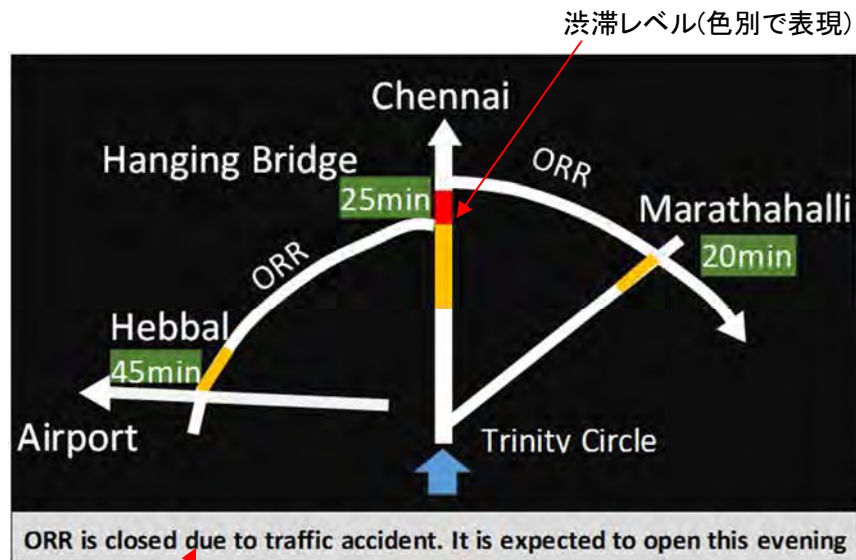 渋滞レベル(色別で表現)
Chennai
Hanging Bridge
ORR
25min
Marathahalli
20min
ORR
Hebbal
45min
Airport
Trinity Circle
ORR is closed due to traffic accident. It is expected to open this evening